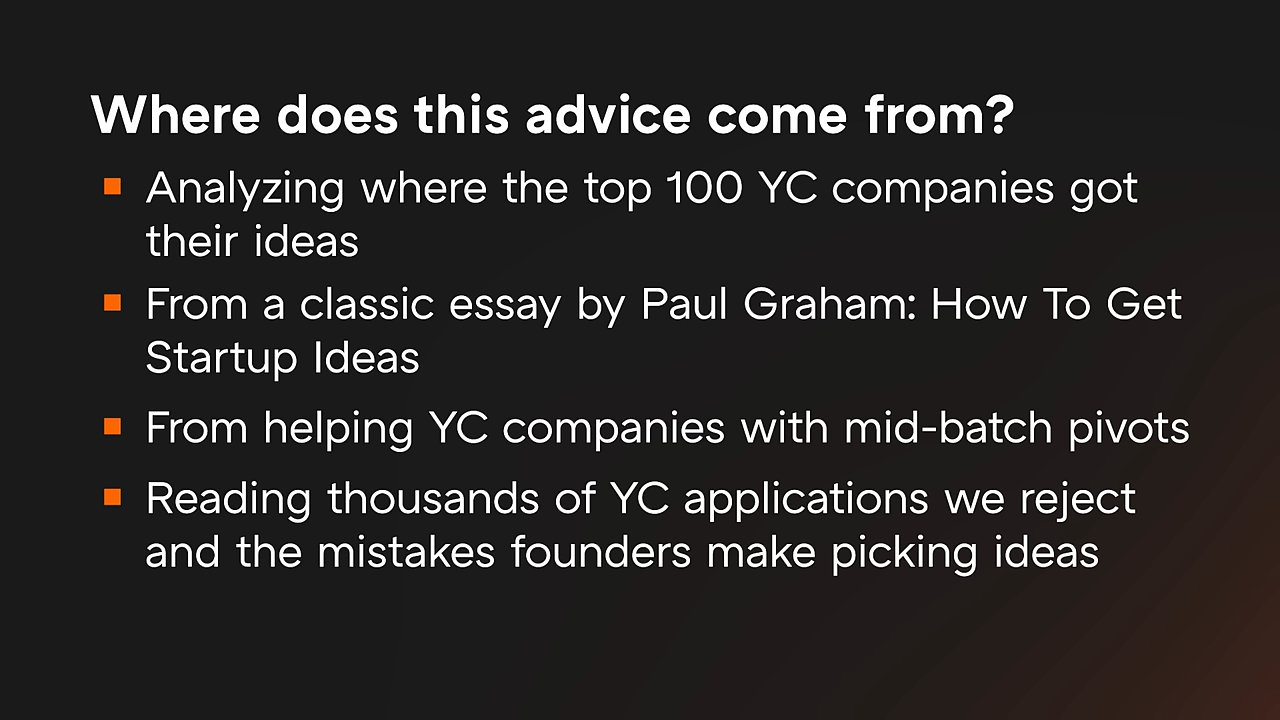 Where does this advice come from?
Analyzing where the top 100 YC companies got
their ideas
From a classic essay by Paul Graham: How To Get
Startup Ideas
From helping YC companies with mid-batch pivots
Reading thousands of YC applications we reject
and the mistakes founders make picking ideas